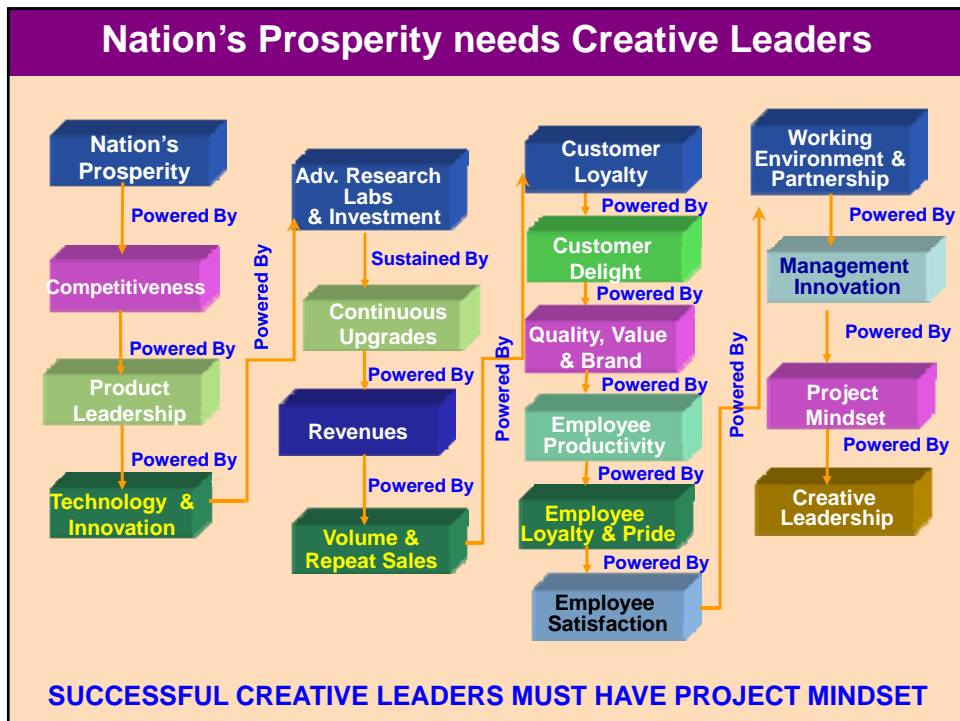 Nation's Prosperity needs Creative Leaders
Nation's
Prosperity
Powered By
Competitiveness
Powered By
Product
Leadership
Powered By
Technology &
Innovation
Powered By
Adv. Research
Labs
& Investment
Sustained By
Continuous
Upgrades
Powered By
Revenues
Powered By
Volume &
Repeat Sales
Powered By
Customer
Loyalty
Powered By
Customer
Delight
Powered By
Quality, Value
& Brand
Powered By
Employee
Productivity
Powered By
Employee
Loyalty & Pride
Powered By
Employee
Satisfaction
Powered By
Working
Environment &
Partnership
Powered By
Management
Innovation
Powered By
Project
Mindset
Powered By
Creative
Leadership
SUCCESSFUL CREATIVE LEADERS MUST HAVE PROJECT MINDSET